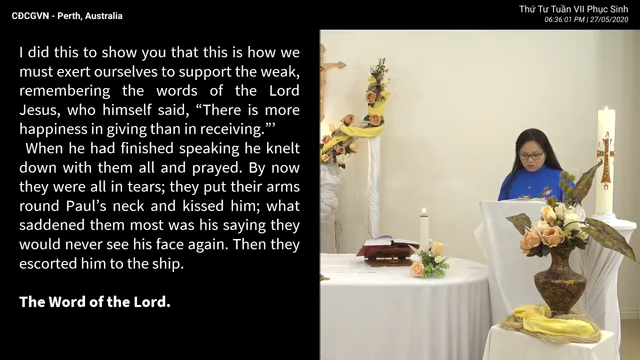 CĐCGVN - Perth, Australia
Thứ Tư Tuần VII Phục Sinh
06:36:01 PM | 27/05/2020
I did this to show you that this is how we
must exert ourselves to support the weak,
remembering the words of the Lord
Jesus, who himself said, “There is more
happiness in giving than in receiving.”’
When he had finished speaking he knelt
down with them all and prayed. By now
they were all in tears; they put their arms
round Paul’s neck and kissed him; what
saddened them most was his saying they
would never see his face again. Then they
escorted him to the ship.
The Word of the Lord.